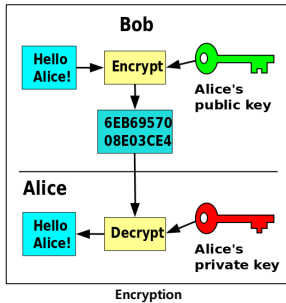 Bob
Hello
Alice!
Encrypt
Alice's
public key
6EB69570
08E03CE4
Alice
Hello
Alice!
Decrypt
Alice's
private key
Encryption